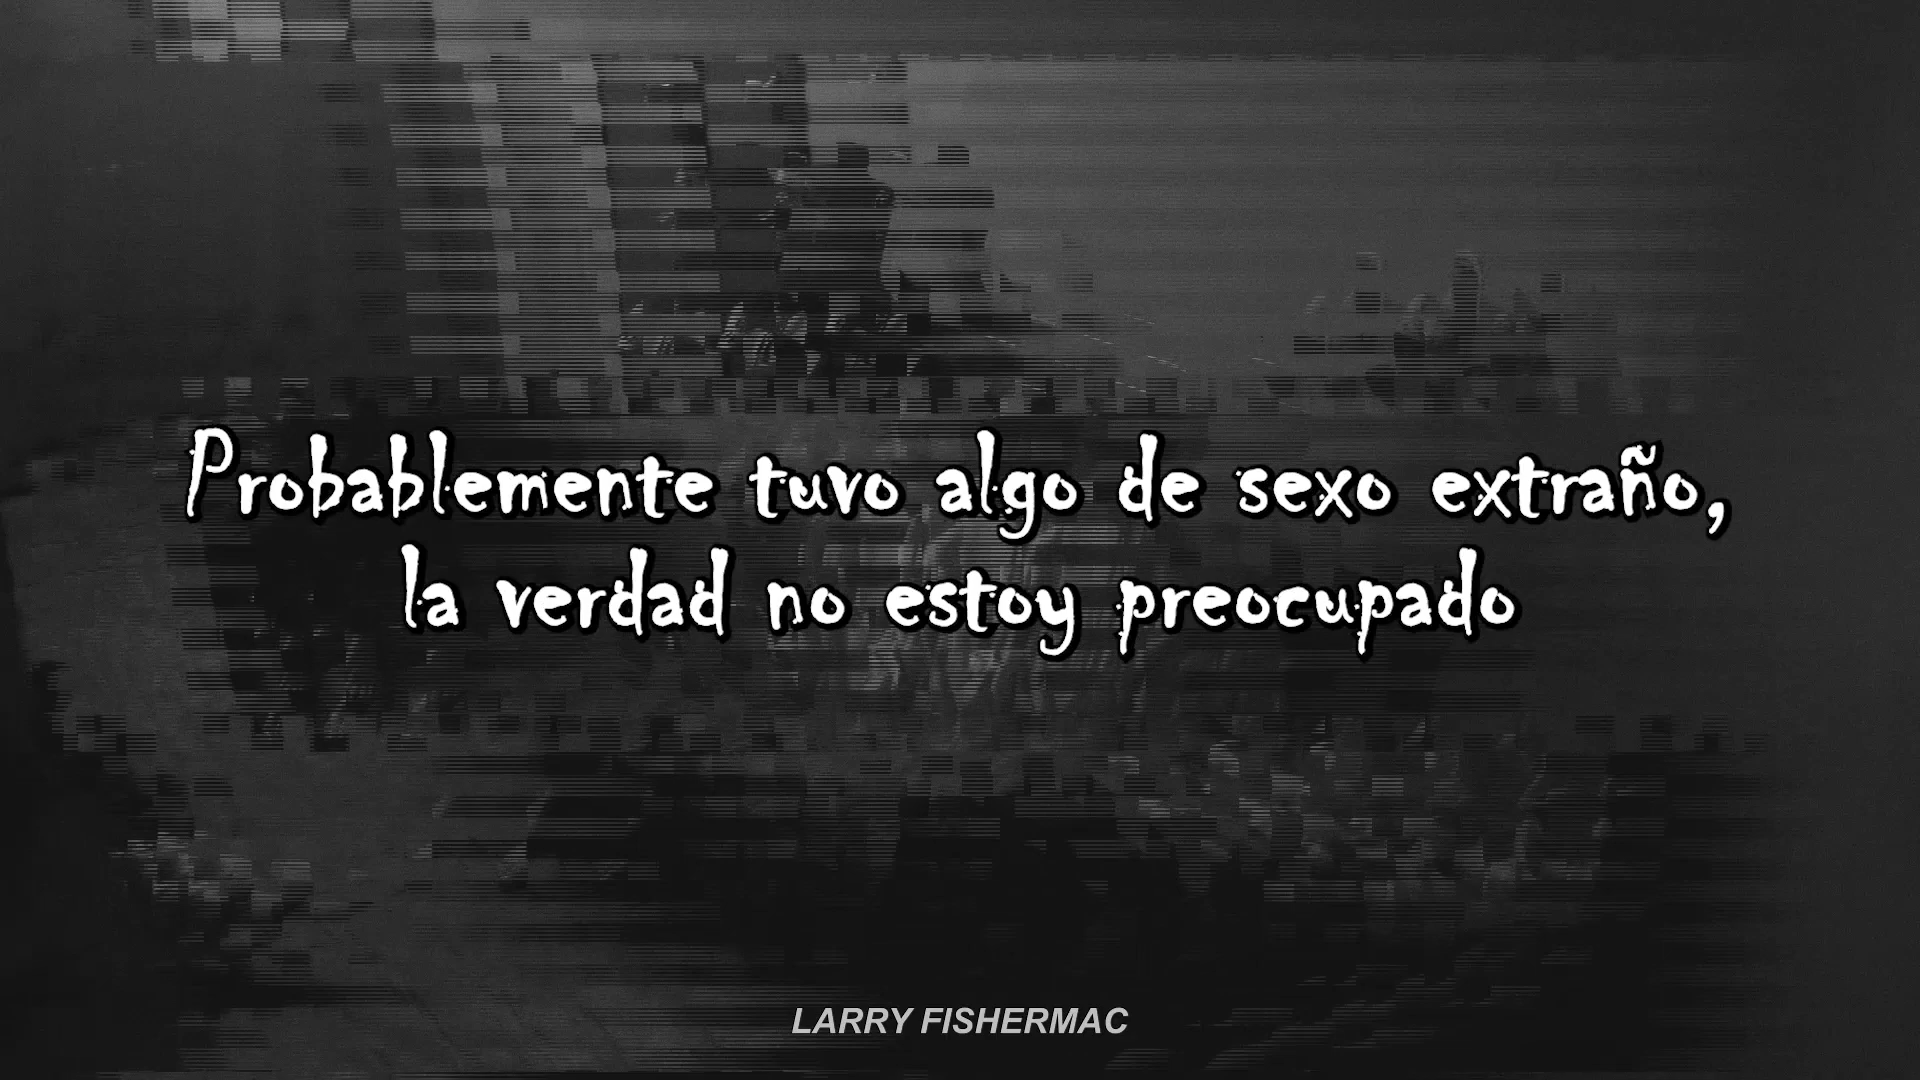 Probablemente tuvo algo de sexo extraño,
la verdad no estoy preocupado
LARRY FISHERMAC